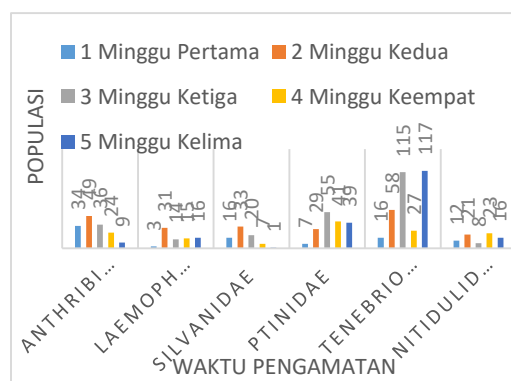 1 Minggu Pertama
2 Minggu Kedua
3 Minggu Ketiga
4 Minggu Keempat
5 Minggu Kelima
POPULASI
34 49 36 24 9
3 31 14 15 16
16 33 20 7 1
7 29 55 41 39
16 58 115 27 117
12 21 8 23 16
ANTHRIBI…
LAEMOPH…
SILVANIDAE
PTINIDAE
TENEBRIO…
NITIDULID…
WAKTU PENGAMATAN